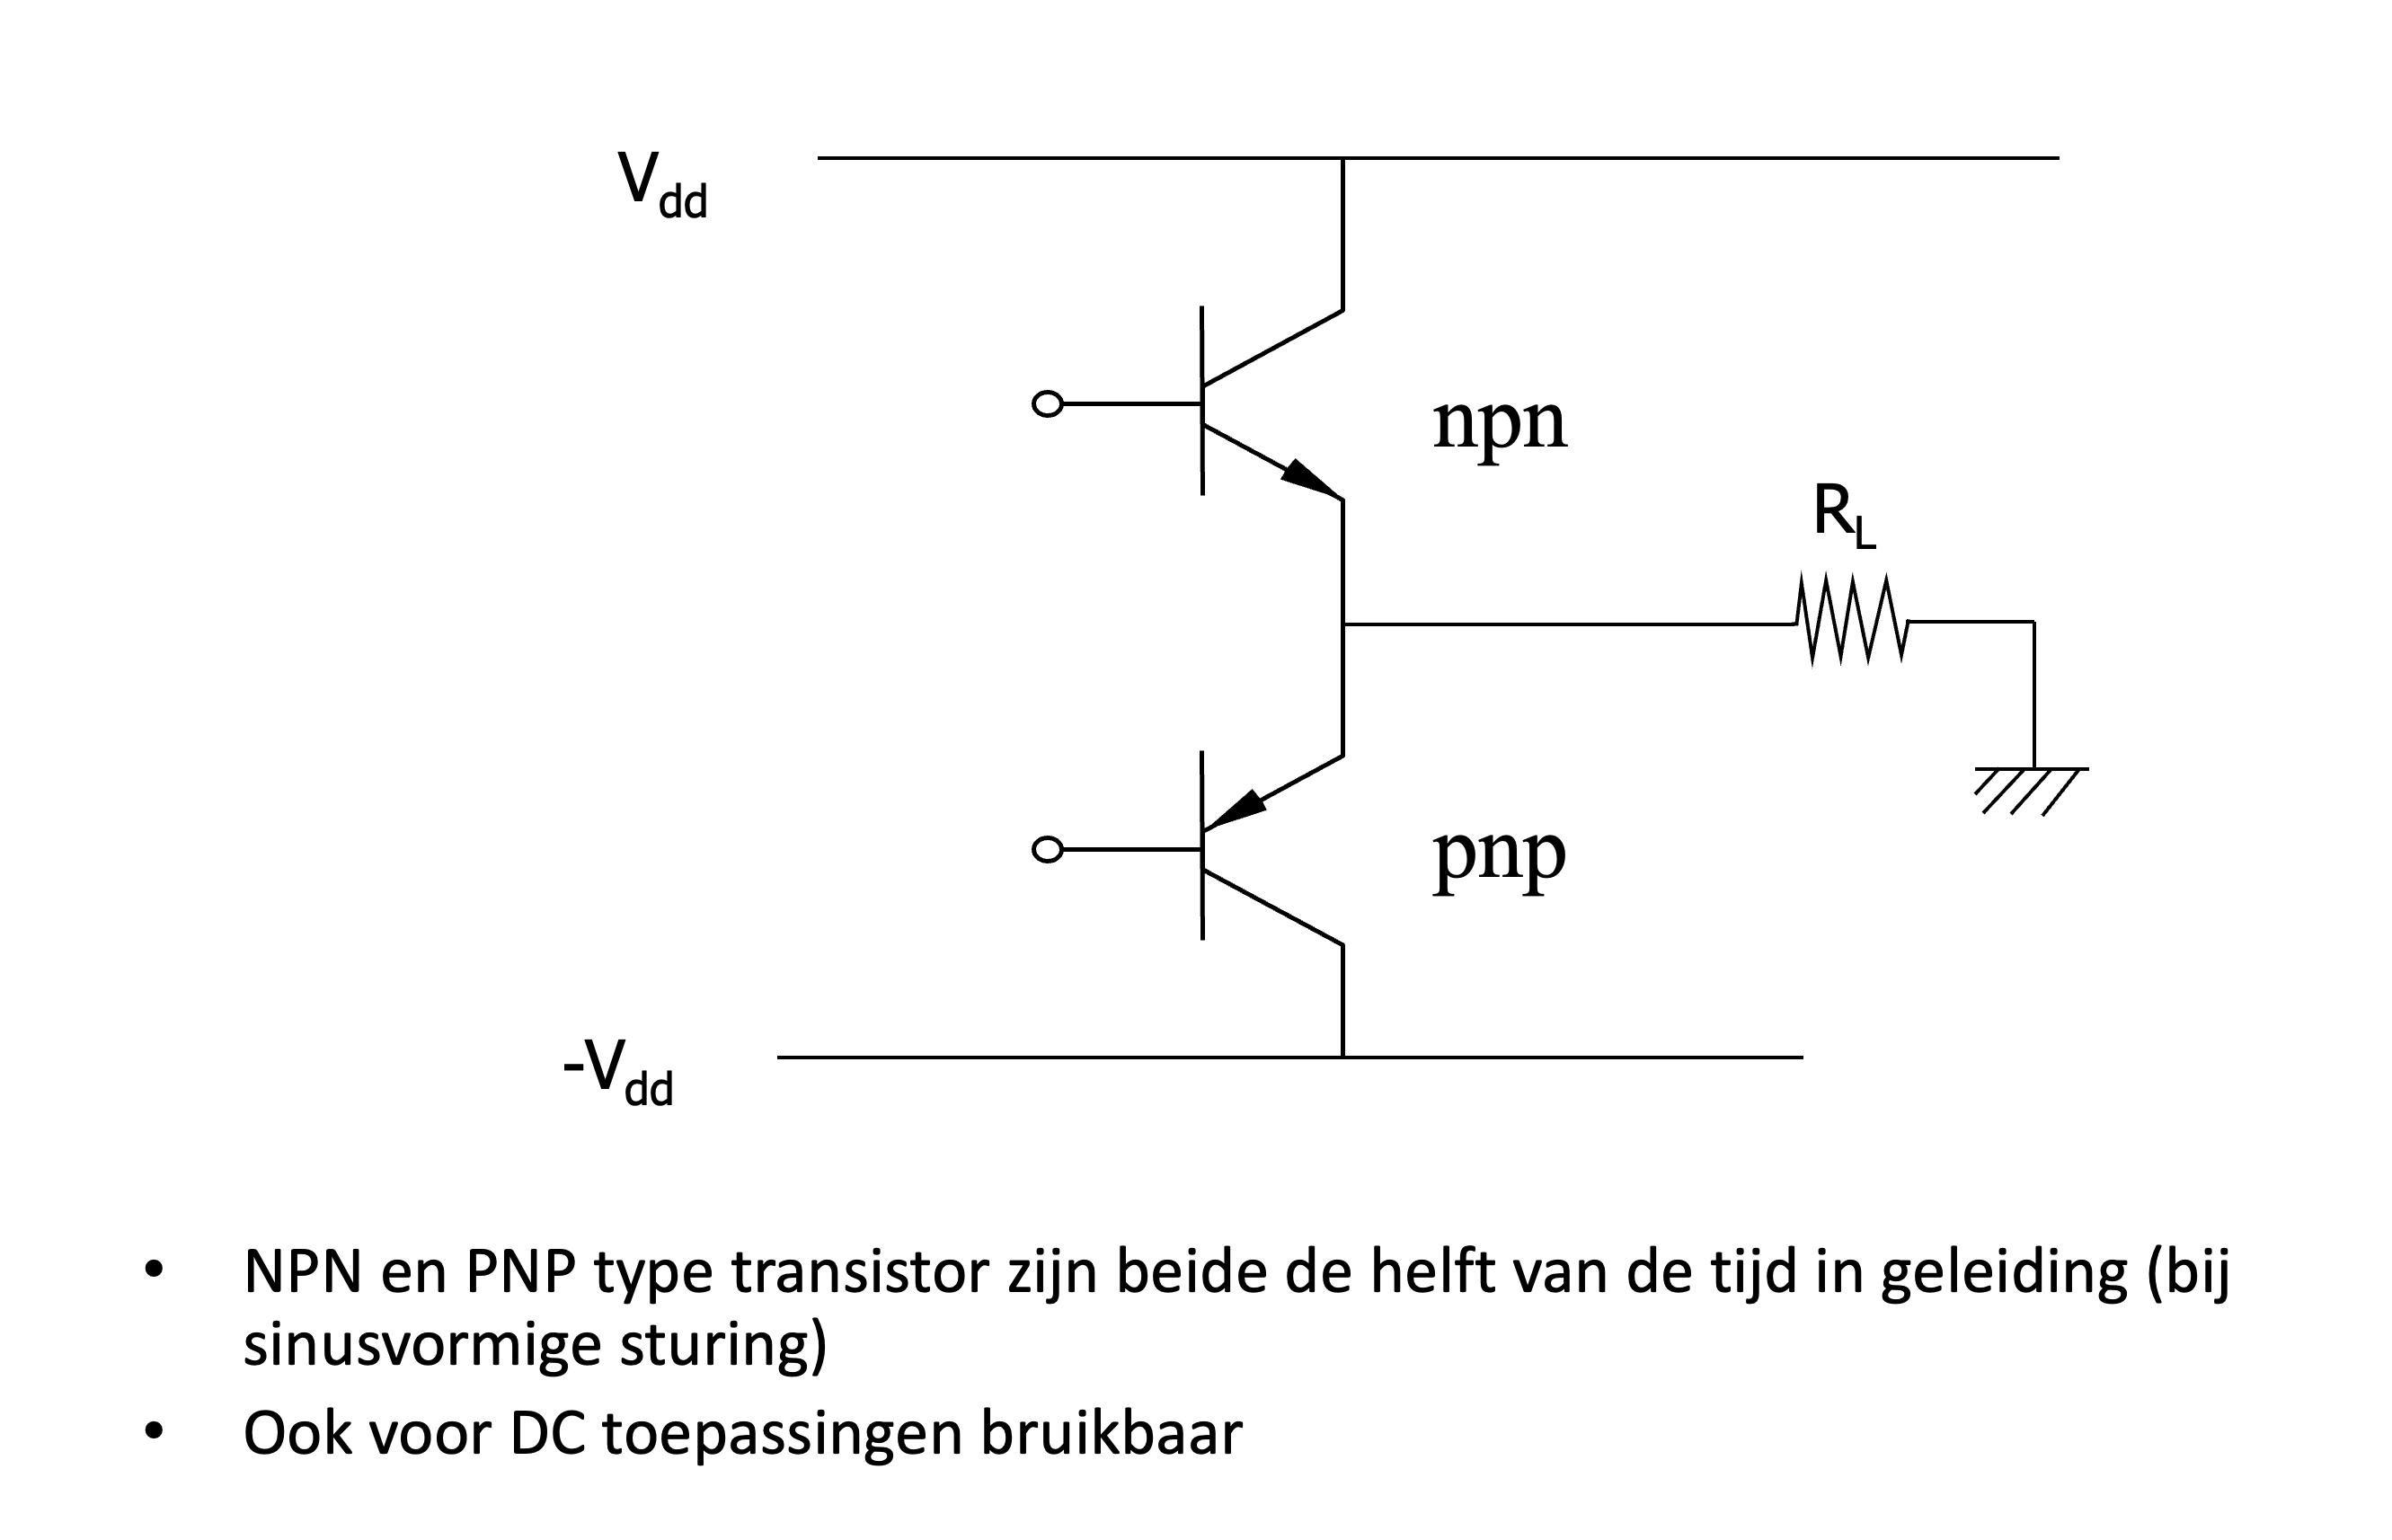 Vdd
npn
RL
pnp
-Vdd
• NPN en PNP type transistor zijn beide de helft van de tijd in geleiding (bij
sinusvormige sturing)
• Ook voor DC toepassingen bruikbaar